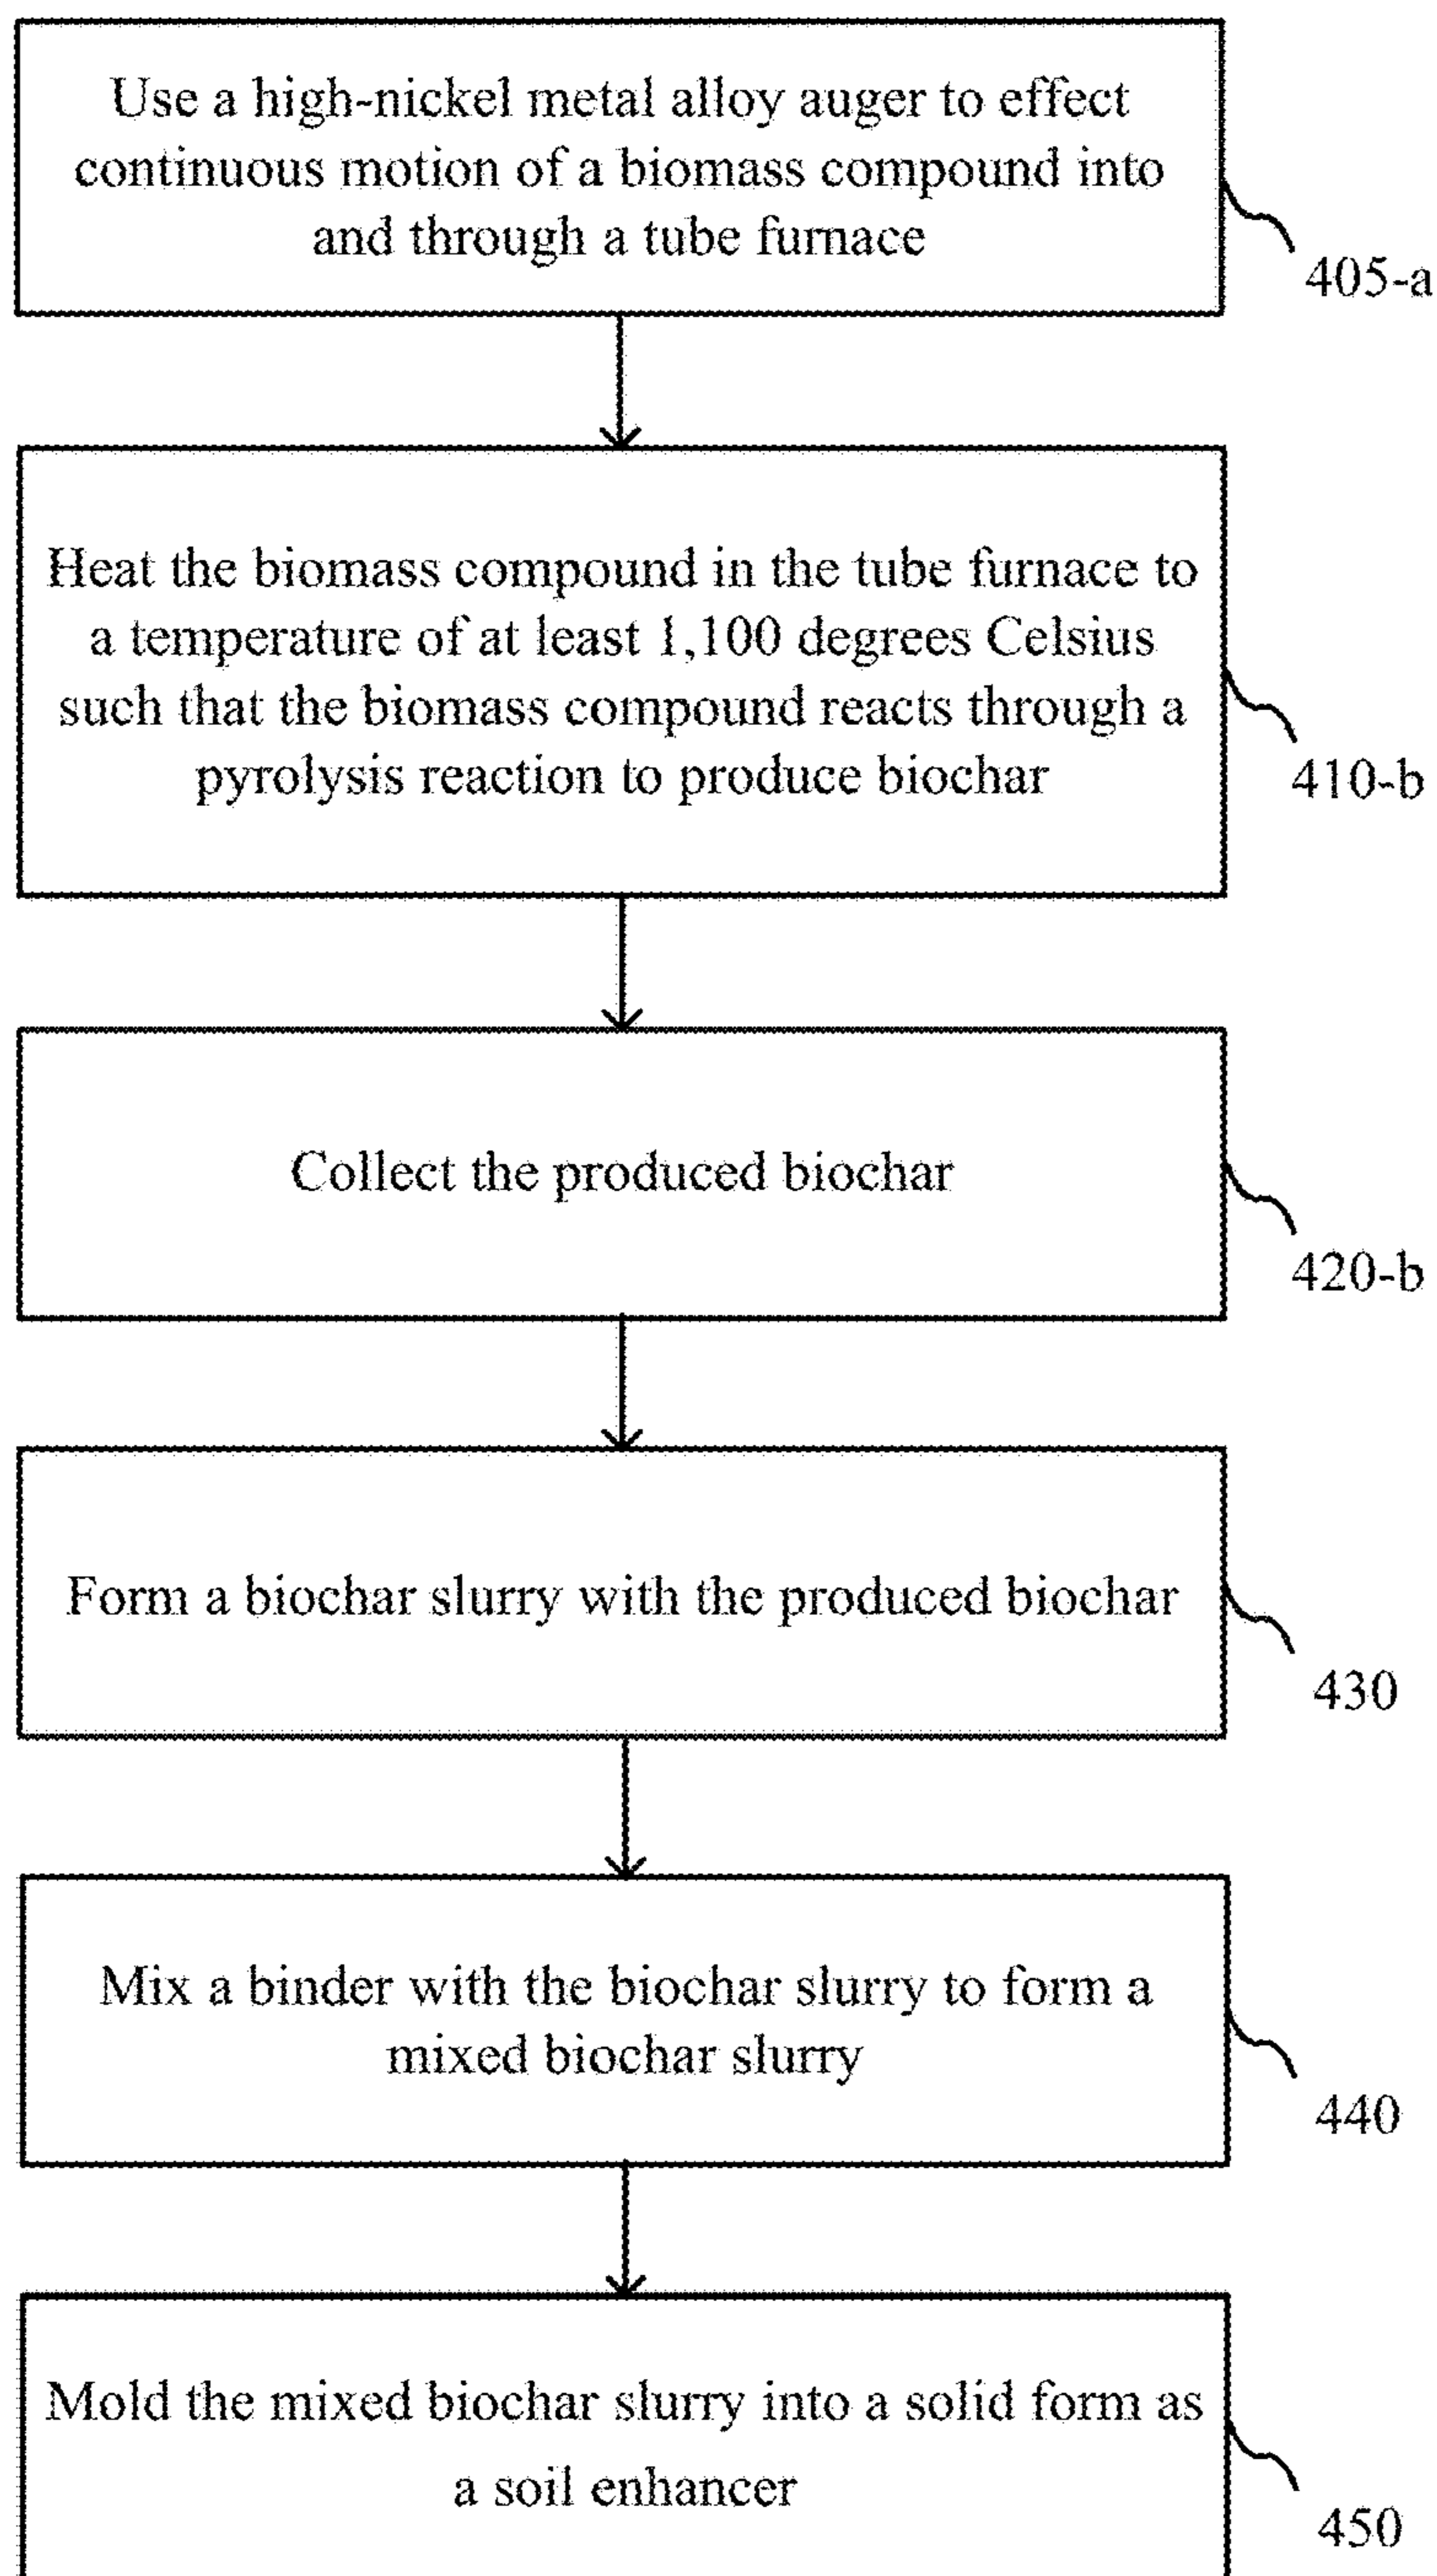 Use a high-nickel metal alloy auger to effect
continuous motion of a biomass compound into
and through a tube furnace
405-a
Heat the biomass compound in the tube furnace to
a temperature of at least 1,100 degrees Celsius
such that the biomass compound reacts through a
pyrolysis reaction to produce biochar
410-b
Collect the produced biochar
420-b
Form a biochar slurry with the produced biochar
430
Mix a binder with the biochar slurry to form a
mixed biochar slurry
440
Mold the mixed biochar slurry into a solid form as
a soil enhancer
450